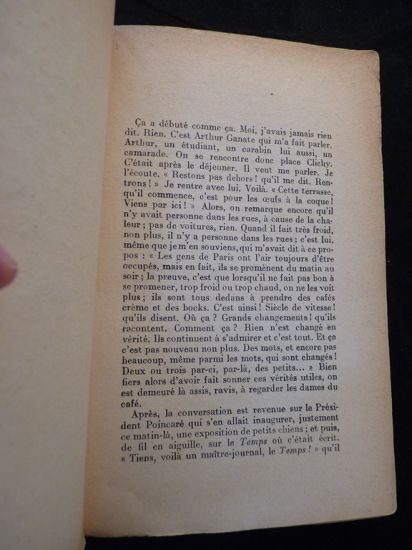 Ça a débuté comme ça. Moi, j'avais jamais rien
dit. Rien. C'est Arthur Ganate qui m'a fait parler.
Arthur, un étudiant, un carabin lui aussi, un
camarade. On se rencontre donc place Clichy.
C'était après le déjeuner. Il veut me parler. Je
l'écoute. « Restons pas dehors ! qu'il me dit. Ren-
trons ! » Je rentre avec lui. Voilà. « Cette terrasse,
qu'il commence, c'est pour les œufs à la coque !
Viens par ici ! » Alors, on remarque encore qu'il
n'y avait personne dans les rues, à cause de la cha-
leur ; pas de voitures, rien. Quand il fait très froid,
non plus, il n'y a personne dans les rues ; c'est lui,
même que je m'en souviens, qui m'avait dit à ce pro-
pos : « Les gens de Paris ont l'air toujours d'être
occupés, mais en fait, ils se promènent du matin au
soir ; la preuve, c'est que lorsqu'il ne fait pas bon à
se promener, trop froid ou trop chaud, on ne les voit
plus ; ils sont tous dedans à prendre des cafés
crème et des bocks. C'est ainsi ! Siècle de vitesse !
qu'ils disent. Où ça ? Grands changements ! qu'ils
racontent. Comment ça ? Rien n'est changé en
vérité. Ils continuent à s'admirer et c'est tout. Et ça
c'est pas nouveau non plus. Des mots, et encore pas
beaucoup, même parmi les mots, qui sont changés !
Deux ou trois par-ci, par-là, des petits... » Bien
fiers alors d'avoir fait sonner ces vérités utiles, on
est demeuré là assis, ravis, à regarder les dames du
café.
Après, la conversation est revenue sur le Prési-
dent Poincaré qui s'en allait inaugurer, justement
ce matin-là, une exposition de petits chiens ; et puis,
de fil en aiguille, sur le Temps où c'était écrit.
« Tiens, voilà un maître-journal, le Temps ! » qu'il